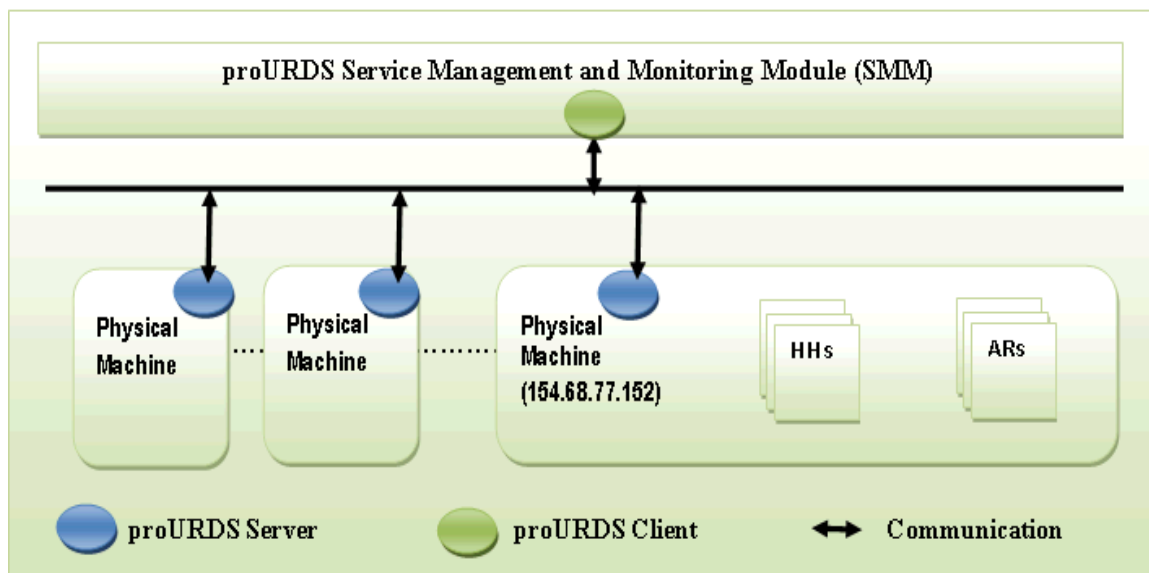 proURDS Service Management and Monitoring Module (SMM)
Physical
Machine
Physical
Machine
Physical
Machine
(154.68.77.152)
HHs
ARs
proURDS Server
proURDS Client
Communication